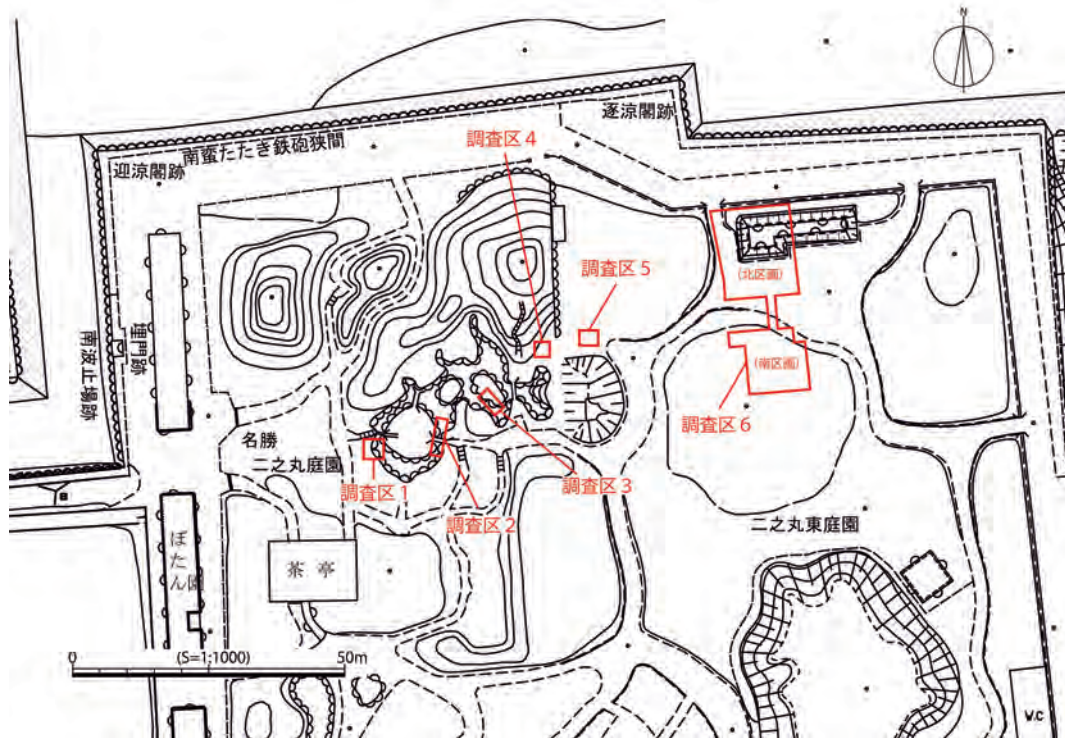 N
逐涼閣跡
調査区4
南蛮たたき鉄砲狭間
迎涼閣跡
調査区5
(北区画)
埋門跡
南波止場跡
(南区画)
調査区6
名勝
二之丸庭園
調査区1
調査区2
調査区3
二之丸東庭園
ぼたん園
茶亭
0 (S=1:1000) 50m
W.C